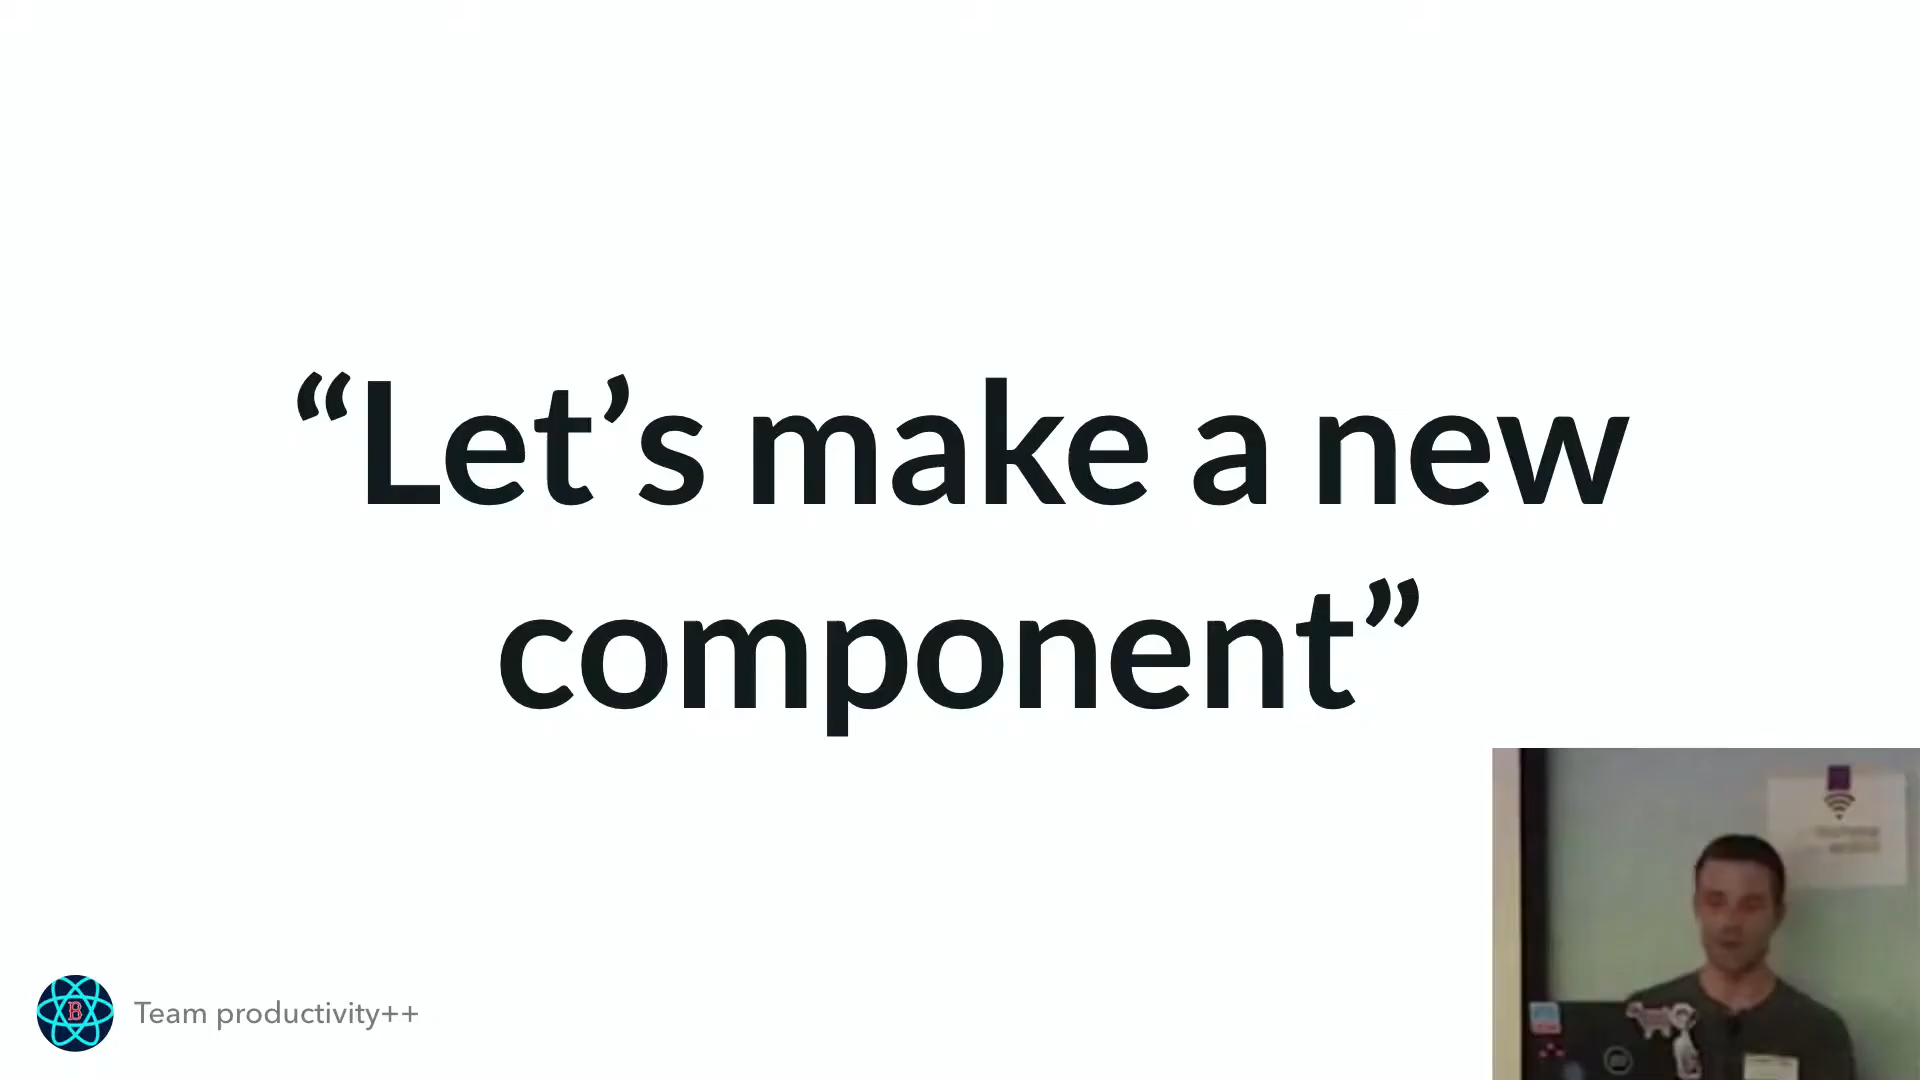 “Let’s make a new
component”
B
Team productivity++